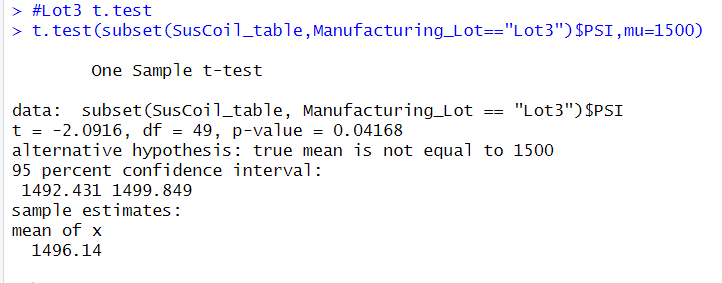 > #Lot3 t.test
> t.test(subset(SusCoil_table,Manufacturing_Lot=="Lot3")$PSI,mu=1500)
One Sample t-test
data:  subset(SusCoil_table, Manufacturing_Lot == "Lot3")$PSI
t = -2.0916, df = 49, p-value = 0.04168
alternative hypothesis: true mean is not equal to 1500
95 percent confidence interval:
 1492.431 1499.849
sample estimates:
mean of x
  1496.14